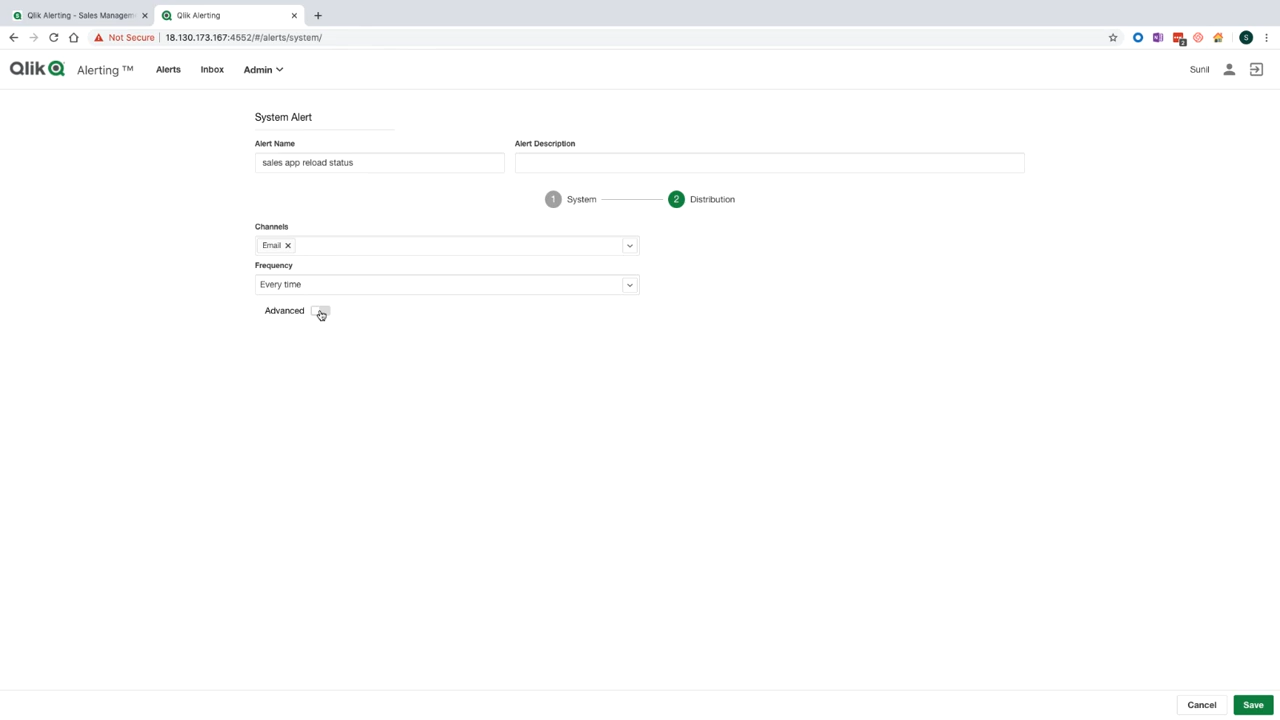 Qlik Alerting - Sales Managem
Qlik Alerting
Not Secure
18.130.173.167:4552/#/alerts/system/
2
S
Qlik Alerting ™
Alerts
Inbox
Admin
Sunil
System Alert
Alert Name
Alert Description
sales app reload status
1 System
2 Distribution
Channels
Email
Frequency
Every time
Advanced
Cancel
Save